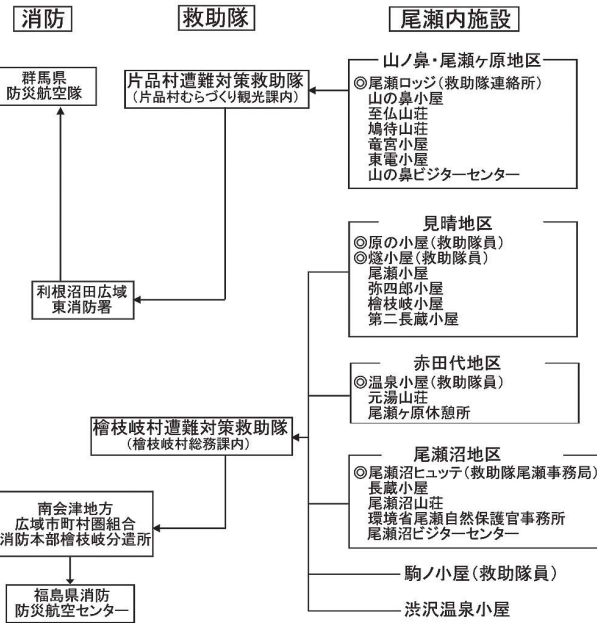 消防
救助隊
尾瀬内施設
群馬県
防災航空隊
片品村遭難対策救助隊
(片品村むらづくり観光課内)
山ノ鼻・尾瀬ヶ原地区
◎尾瀬ロッジ(救助隊連絡所)
山の鼻小屋
至仏山荘
鳩待山荘
竜宮小屋
東電小屋
山の鼻ビジターセンター
利根沼田広域
東消防署
見晴地区
◎原の小屋(救助隊員)
◎燧小屋(救助隊員)
尾瀬小屋
弥四郎小屋
檜枝岐小屋
第二長蔵小屋
赤田代地区
◎温泉小屋(救助隊員)
元湯山荘
尾瀬ヶ原休憩所
檜枝岐村遭難対策救助隊
(檜枝岐村総務課内)
尾瀬沼地区
◎尾瀬沼ヒュッテ(救助隊尾瀬事務局)
長蔵小屋
尾瀬沼山荘
環境省尾瀬自然保護官事務所
尾瀬沼ビジターセンター
南会津地方
広域市町村圏組合
消防本部檜枝岐分遣所
駒ノ小屋(救助隊員)
渋沢温泉小屋
福島県消防
防災航空センター